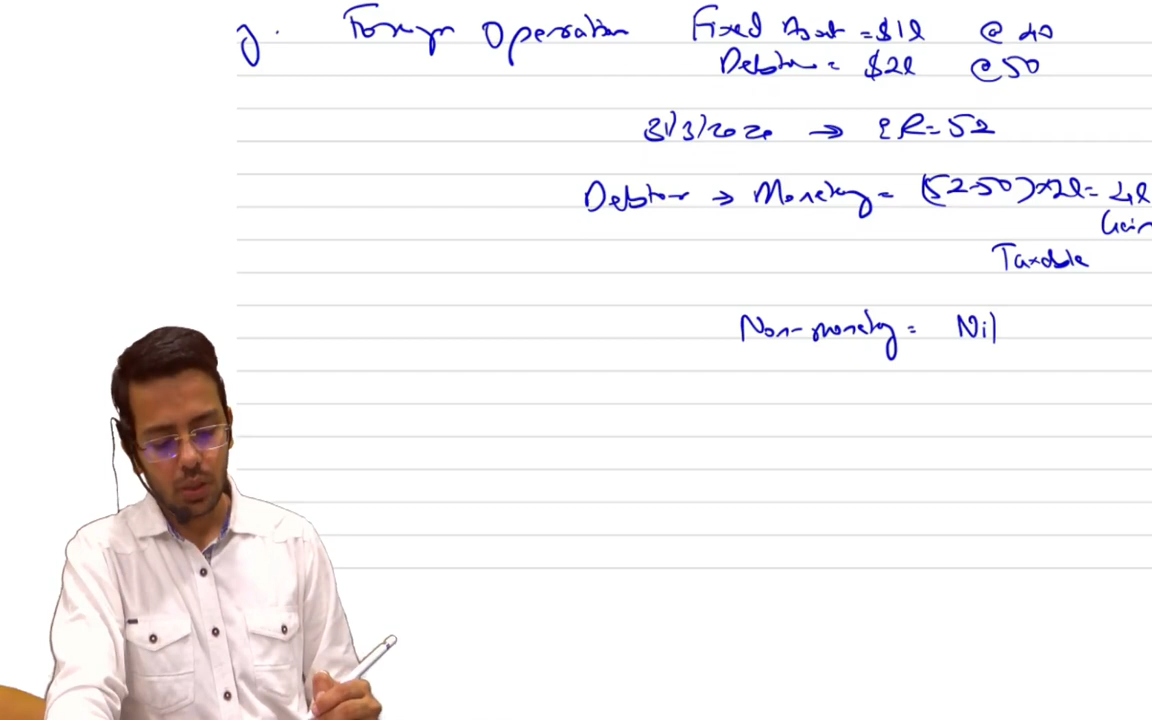 g. Foreign Operation Fixed Asset = $1l @ 40
Debtor = $2l @ 50
31/3/2020 → ER = 52
Debtor → Monetary = (52-50)×2l = 4l
Gain
Taxable
Non-monetary = Nil